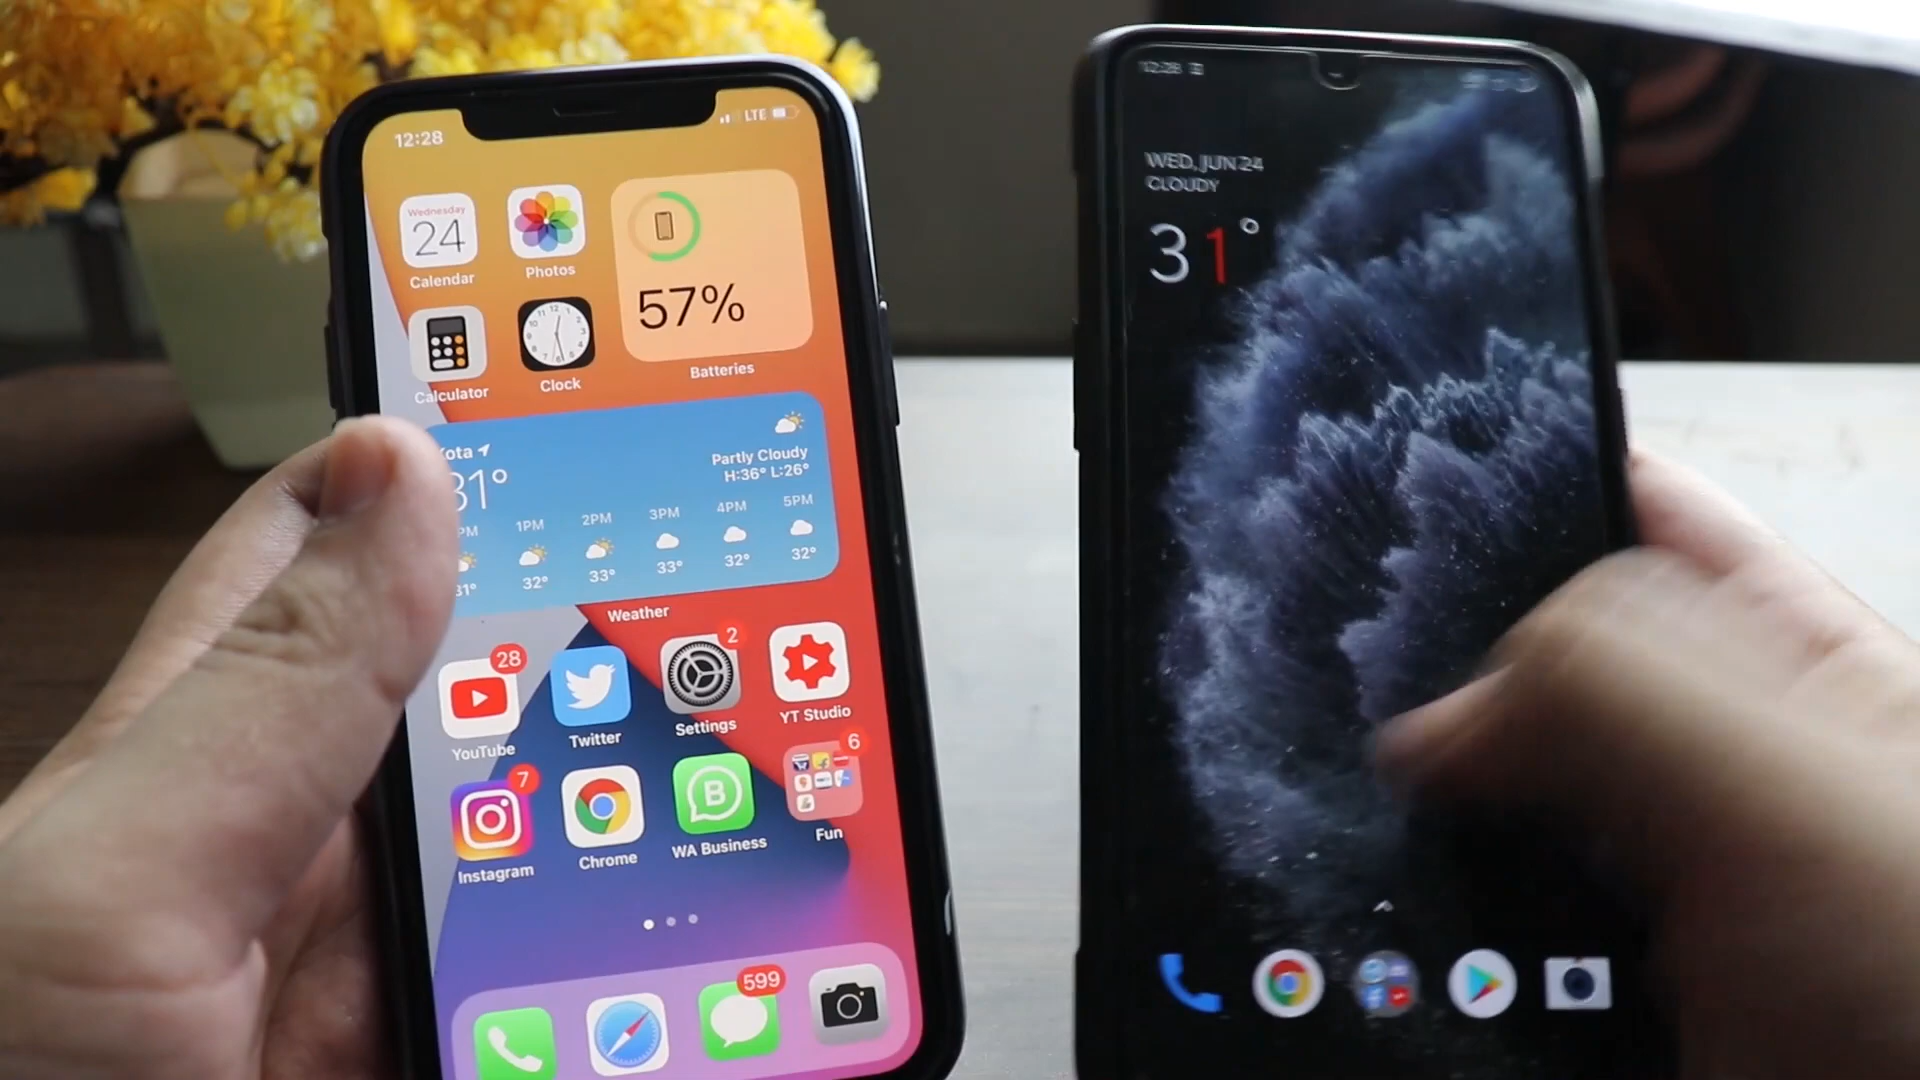 12:28
LTE
Wednesday
24
Calendar
Photos
57%
Calculator
Clock
Batteries
Partly Cloudy
H:36° L:26°
1PM 2PM 3PM 4PM 5PM
32° 33° 33° 32° 32°
Weather
28
2
YouTube
Twitter
Settings
YT Studio
7
6
Instagram
Chrome
WA Business
Fun
599
12:28
WED, JUN 24
CLOUDY
31°